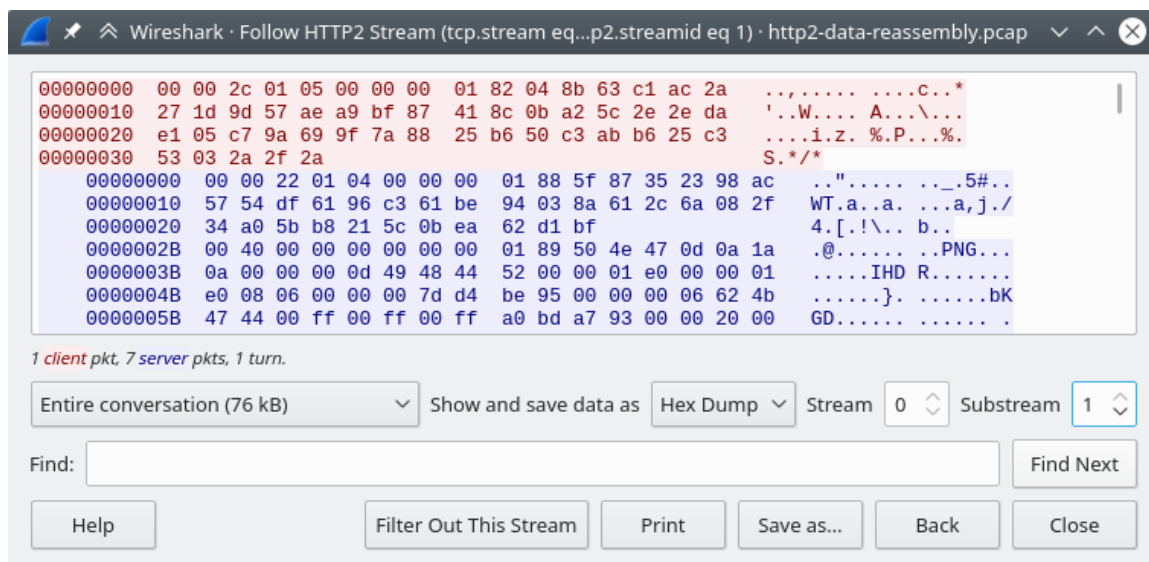 Wireshark · Follow HTTP2 Stream (tcp.stream eq...p2.streamid eq 1) · http2-data-reassembly.pcap
00000000  00 00 2c 01 05 00 00 00  01 82 04 8b 63 c1 ac 2a   ..,..... ....c..*
00000010  27 1d 9d 57 ae a9 bf 87  41 8c 0b a2 5c 2e 2e da   '..W.... A...\...
00000020  e1 05 c7 9a 69 9f 7a 88  25 b6 50 c3 ab b6 25 c3   ....i.z. %.P...%.
00000030  53 03 2a 2f 2a   S.*/*
00000000  00 00 22 01 04 00 00 00  01 88 5f 87 35 23 98 ac   .."..... .._.5#..
00000010  57 54 df 61 96 c3 61 be  94 03 8a 61 2c 6a 08 2f   WT.a..a. ...a,j./
00000020  34 a0 5b b8 21 5c 0b ea  62 d1 bf   4.[.!\.. b..
0000002B  00 40 00 00 00 00 00 00  01 89 50 4e 47 0d 0a 1a   .@...... ..PNG...
0000003B  0a 00 00 00 0d 49 48 44  52 00 00 01 e0 00 00 01   .....IHD R.......
0000004B  e0 08 06 00 00 00 7d d4  be 95 00 00 00 06 62 4b   ......}. ......bK
0000005B  47 44 00 ff 00 ff 00 ff  a0 bd a7 93 00 00 20 00   GD...... ...... .
1 client pkt, 7 server pkts, 1 turn.
Entire conversation (76 kB) Show and save data as Hex Dump Stream 0 Substream 1
Find: Find Next
Help Filter Out This Stream Print Save as... Back Close